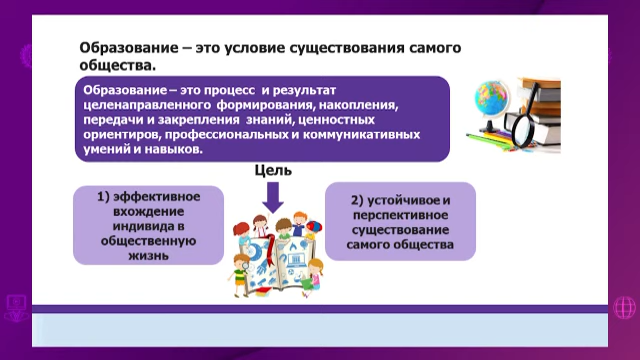 Образование – это условие существования самого
общества.
Образование – это процесс и результат
целенаправленного формирования, накопления,
передачи и закрепления знаний, ценностных
ориентиров, профессиональных и коммуникативных
умений и навыков.
Цель
1) эффективное
вхождение
индивида в
общественную
жизнь
2) устойчивое и
перспективное
существование
самого общества